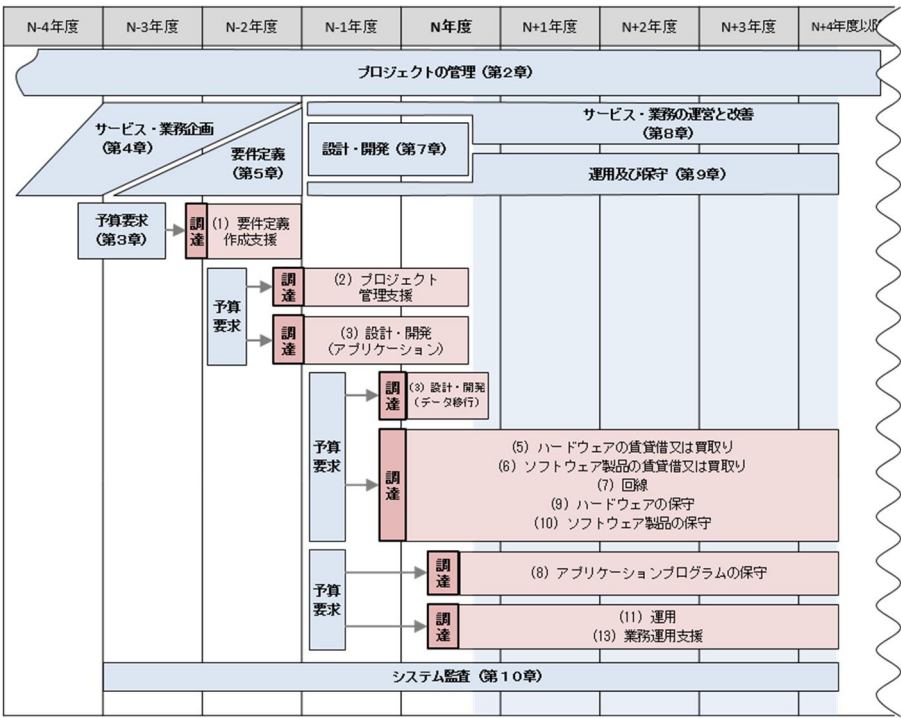 N-4年度 N-3年度 N-2年度 N-1年度 N年度 N+1年度 N+2年度 N+3年度 N+4年度以降
プロジェクトの管理（第2章）
サービス・業務企画
（第4章）
要件定義
（第5章）
設計・開発（第7章）
サービス・業務の運営と改善
（第8章）
運用及び保守（第9章）
予算要求
（第3章）
調達
(1) 要件定義
作成支援
予算
要求
調達
(2) プロジェクト
管理支援
調達
(3) 設計・開発
（アプリケーション）
予算
要求
調達
(3) 設計・開発
（データ移行）
調達
(5) ハードウェアの賃貸借又は買取り
(6) ソフトウェア製品の賃貸借又は買取り
(7) 回線
(9) ハードウェアの保守
(10) ソフトウェア製品の保守
予算
要求
調達
(8) アプリケーションプログラムの保守
調達
(11) 運用
(13) 業務運用支援
システム監査（第１０章）